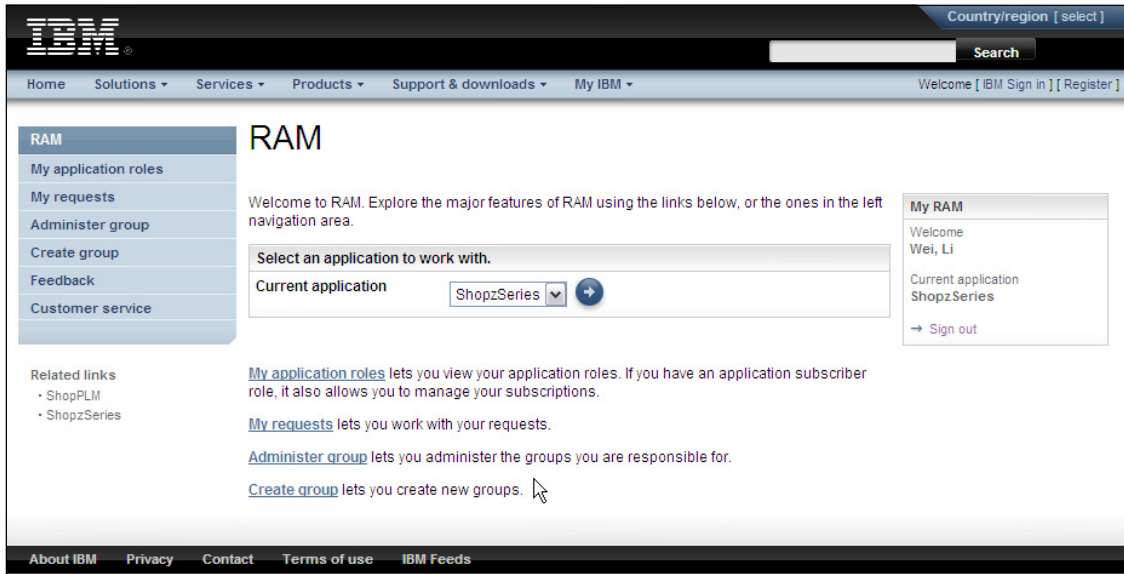 Country/region [ select ]
IBM®
Search
Home Solutions Services Products Support & downloads My IBM
Welcome [ IBM Sign in ] [ Register ]
RAM
My application roles
My requests
Administer group
Create group
Feedback
Customer service
Related links
· ShopPLM
· ShopzSeries
RAM
Welcome to RAM. Explore the major features of RAM using the links below, or the ones in the left
navigation area.
Select an application to work with.
Current application ShopzSeries
My application roles lets you view your application roles. If you have an application subscriber
role, it also allows you to manage your subscriptions.
My requests lets you work with your requests.
Administer group lets you administer the groups you are responsible for.
Create group lets you create new groups.
My RAM
Welcome
Wei, Li
Current application
ShopzSeries
→ Sign out
About IBM Privacy Contact Terms of use IBM Feeds